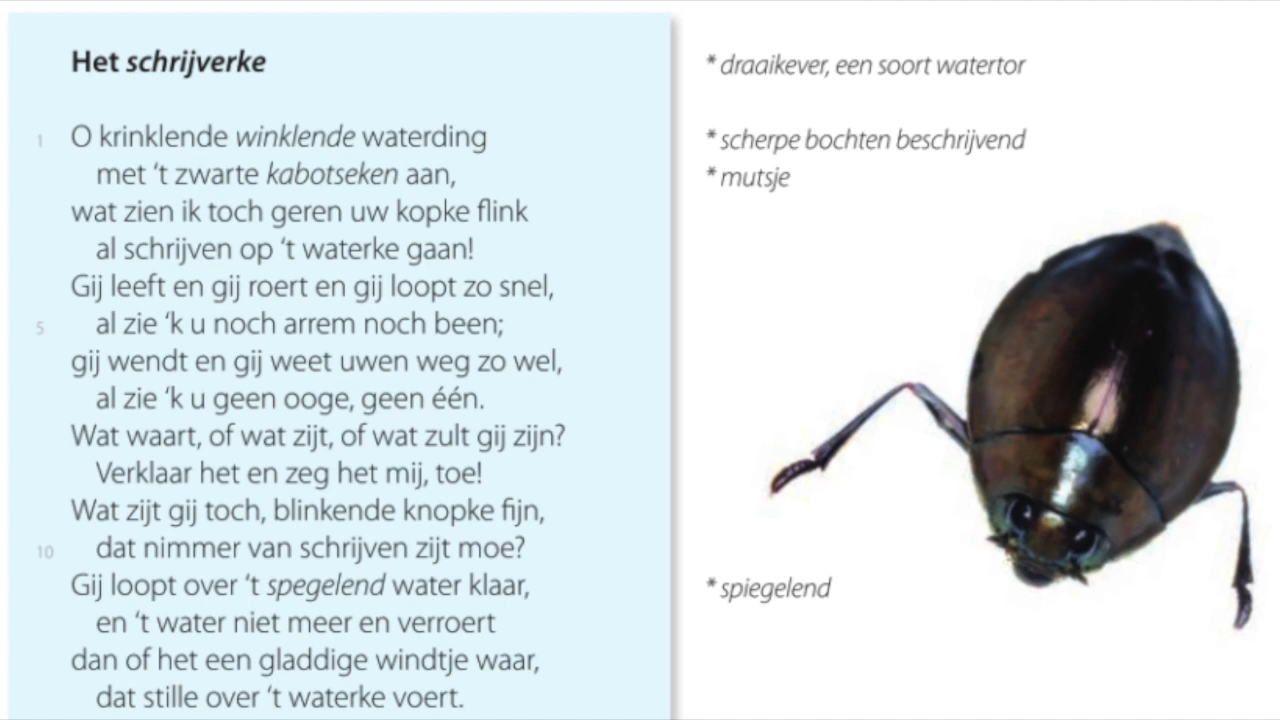 Het schrijverke
* draaikever, een soort watertor
1 O krinklende winklende waterding
* scherpe bochten beschrijvend
met ‘t zwarte kabotseken aan,
* mutsje
wat zien ik toch geren uw kopke flink
al schrijven op ‘t waterke gaan!
Gij leeft en gij roert en gij loopt zo snel,
5 al zie ‘k u noch arrem noch been;
gij wendt en gij weet uwen weg zo wel,
al zie ‘k u geen ooge, geen één.
Wat waart, of wat zijt, of wat zult gij zijn?
Verklaar het en zeg het mij, toe!
Wat zijt gij toch, blinkende knopke fijn,
10 dat nimmer van schrijven zijt moe?
Gij loopt over ‘t spegelend water klaar,
* spiegelend
en ‘t water niet meer en verroert
dan of het een gladdige windtje waar,
dat stille over ‘t waterke voert.